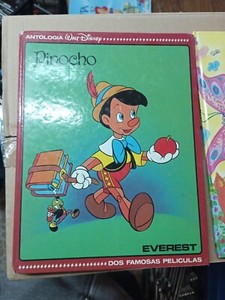 ANTOLOGIA Walt Disney
Pinocho
EVEREST
DOS FAMOSAS PELICULAS